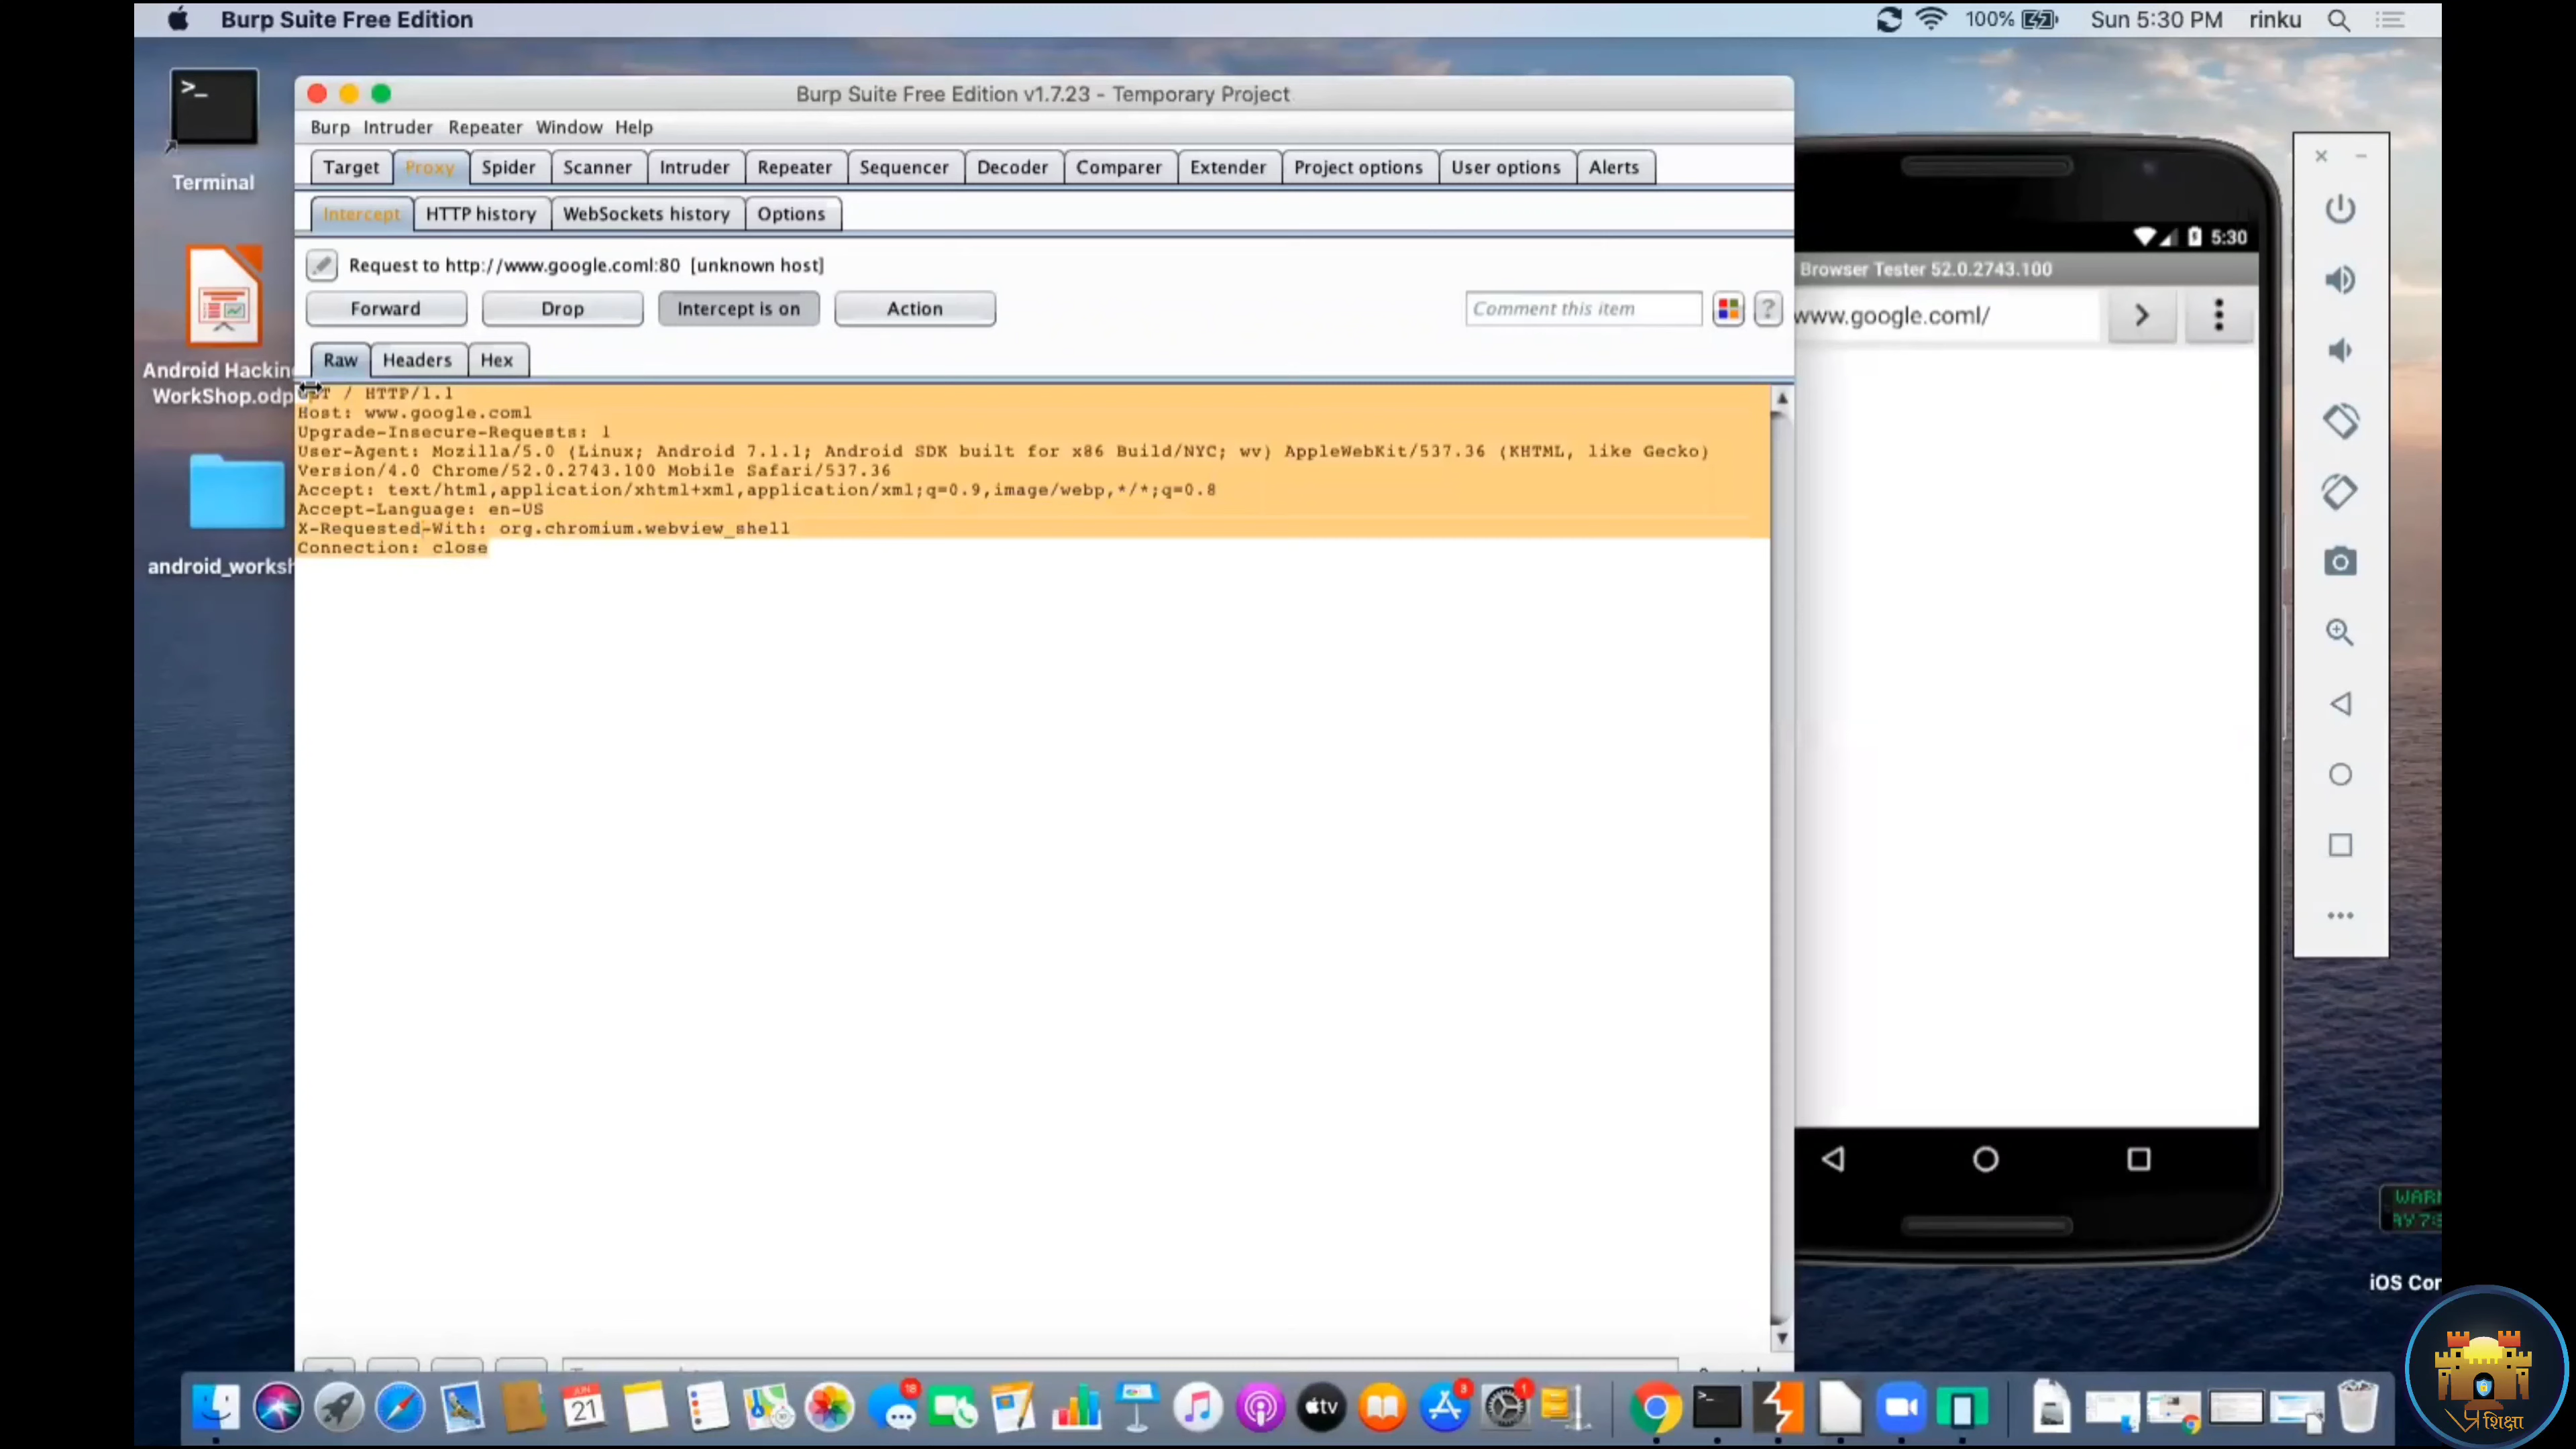 Burp Suite Free Edition
100%
Sun 5:30 PM
rinku
Terminal
Android Hackin
WorkShop.odp
android_worksh
Burp Suite Free Edition v1.7.23 - Temporary Project
Burp Intruder Repeater Window Help
Target Proxy Spider Scanner Intruder Repeater Sequencer Decoder Comparer Extender Project options User options Alerts
Intercept HTTP history WebSockets history Options
Request to http://www.google.coml:80 [unknown host]
Forward Drop Intercept is on Action Comment this item ?
Raw Headers Hex
/ HTTP/1.1
Host: www.google.coml
Upgrade-Insecure-Requests: 1
User-Agent: Mozilla/5.0 (Linux; Android 7.1.1; Android SDK built for x86 Build/NYC; wv) AppleWebKit/537.36 (KHTML, like Gecko)
Version/4.0 Chrome/52.0.2743.100 Mobile Safari/537.36
Accept: text/html,application/xhtml+xml,application/xml;q=0.9,image/webp,*/*;q=0.8
Accept-Language: en-US
X-Requested-With: org.chromium.webview_shell
Connection: close
5:30
Browser Tester 52.0.2743.100
www.google.coml/
WAR
AY 7
iOS Cor
JUN
21
18
tv
3
1
प्रशिक्षा